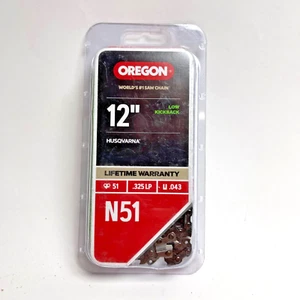 OREGON
WORLD'S #1 SAW CHAIN
12"
LOW
KICKBACK
HUSQVARNA
LIFETIME WARRANTY
51 .325 LP .043
N51